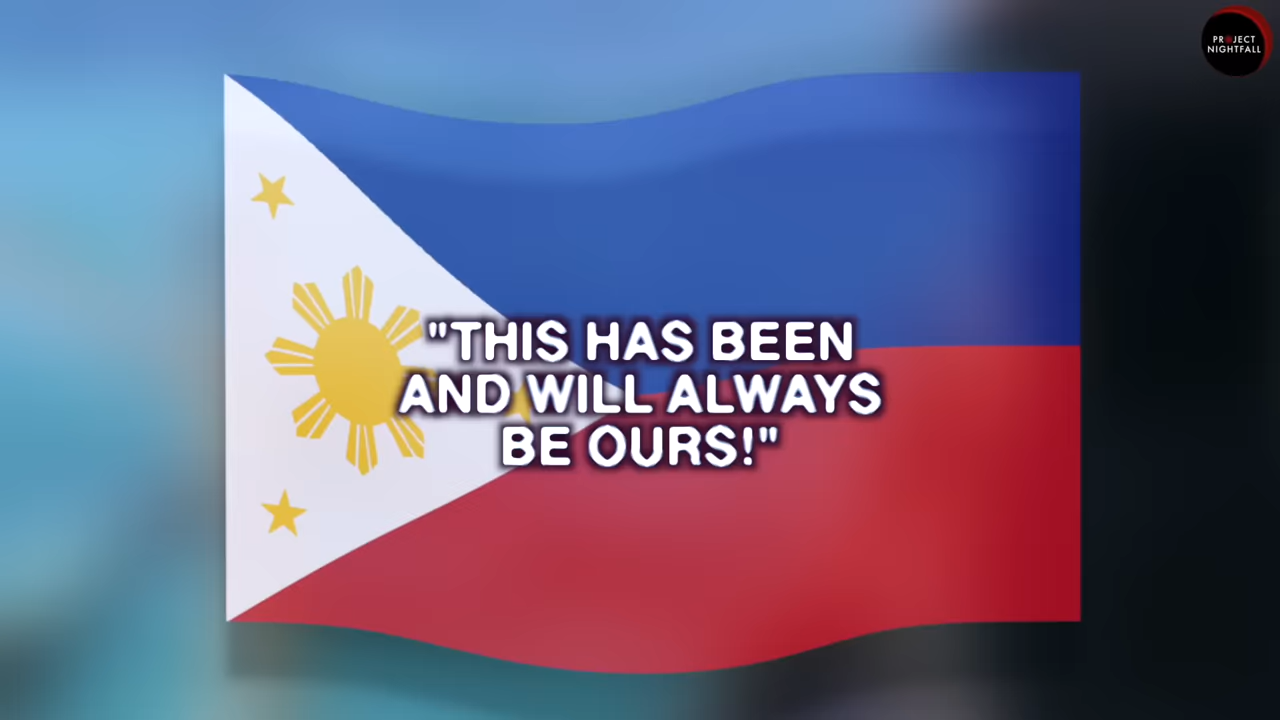 PROJECT
NIGHTFALL
"THIS HAS BEEN
AND WILL ALWAYS
BE OURS!"